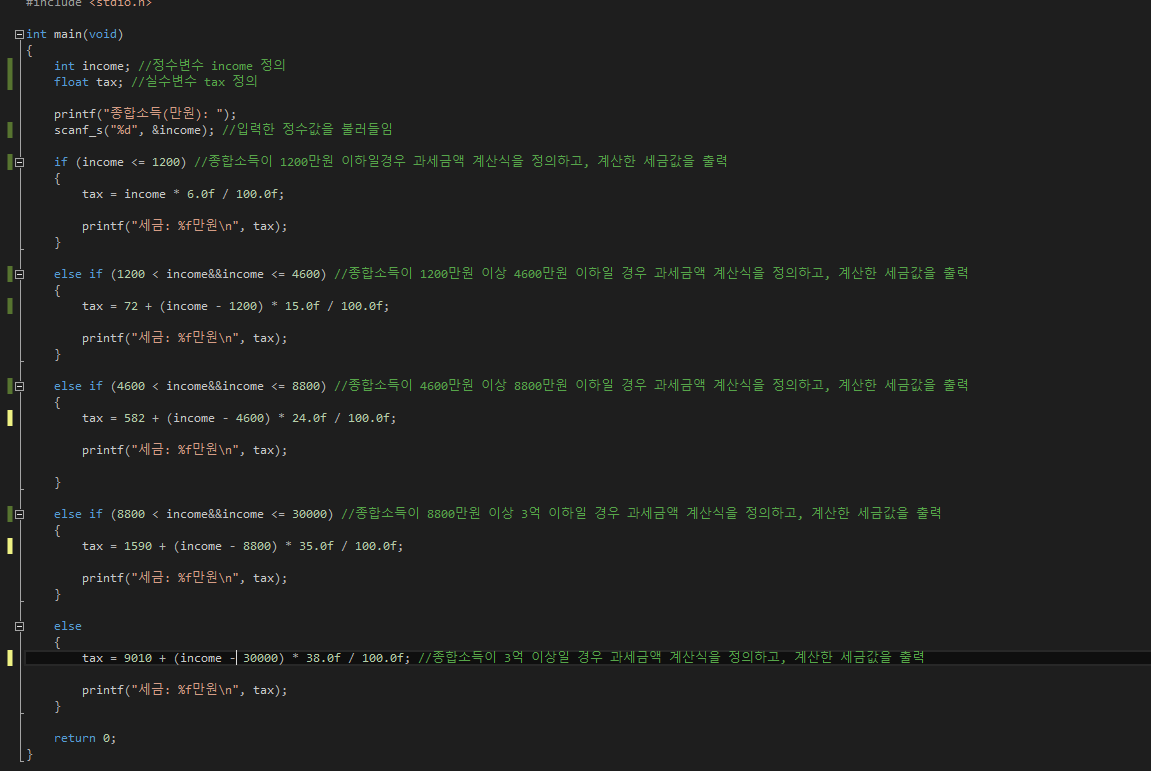 #include <stdio.h>
int main(void)
{
int income; //정수변수 income 정의
float tax; //실수변수 tax 정의
printf("종합소득(만원): ");
scanf_s("%d", &income); //입력한 정수값을 불러들임
if (income <= 1200) //종합소득이 1200만원 이하일경우 과세금액 계산식을 정의하고, 계산한 세금값을 출력
{
tax = income * 6.0f / 100.0f;
printf("세금: %f만원\n", tax);
}
else if (1200 < income&&income <= 4600) //종합소득이 1200만원 이상 4600만원 이하일 경우 과세금액 계산식을 정의하고, 계산한 세금값을 출력
{
tax = 72 + (income - 1200) * 15.0f / 100.0f;
printf("세금: %f만원\n", tax);
}
else if (4600 < income&&income <= 8800) //종합소득이 4600만원 이상 8800만원 이하일 경우 과세금액 계산식을 정의하고, 계산한 세금값을 출력
{
tax = 582 + (income - 4600) * 24.0f / 100.0f;
printf("세금: %f만원\n", tax);
}
else if (8800 < income&&income <= 30000) //종합소득이 8800만원 이상 3억 이하일 경우 과세금액 계산식을 정의하고, 계산한 세금값을 출력
{
tax = 1590 + (income - 8800) * 35.0f / 100.0f;
printf("세금: %f만원\n", tax);
}
else
{
tax = 9010 + (income - 30000) * 38.0f / 100.0f; //종합소득이 3억 이상일 경우 과세금액 계산식을 정의하고, 계산한 세금값을 출력
printf("세금: %f만원\n", tax);
}
return 0;
}